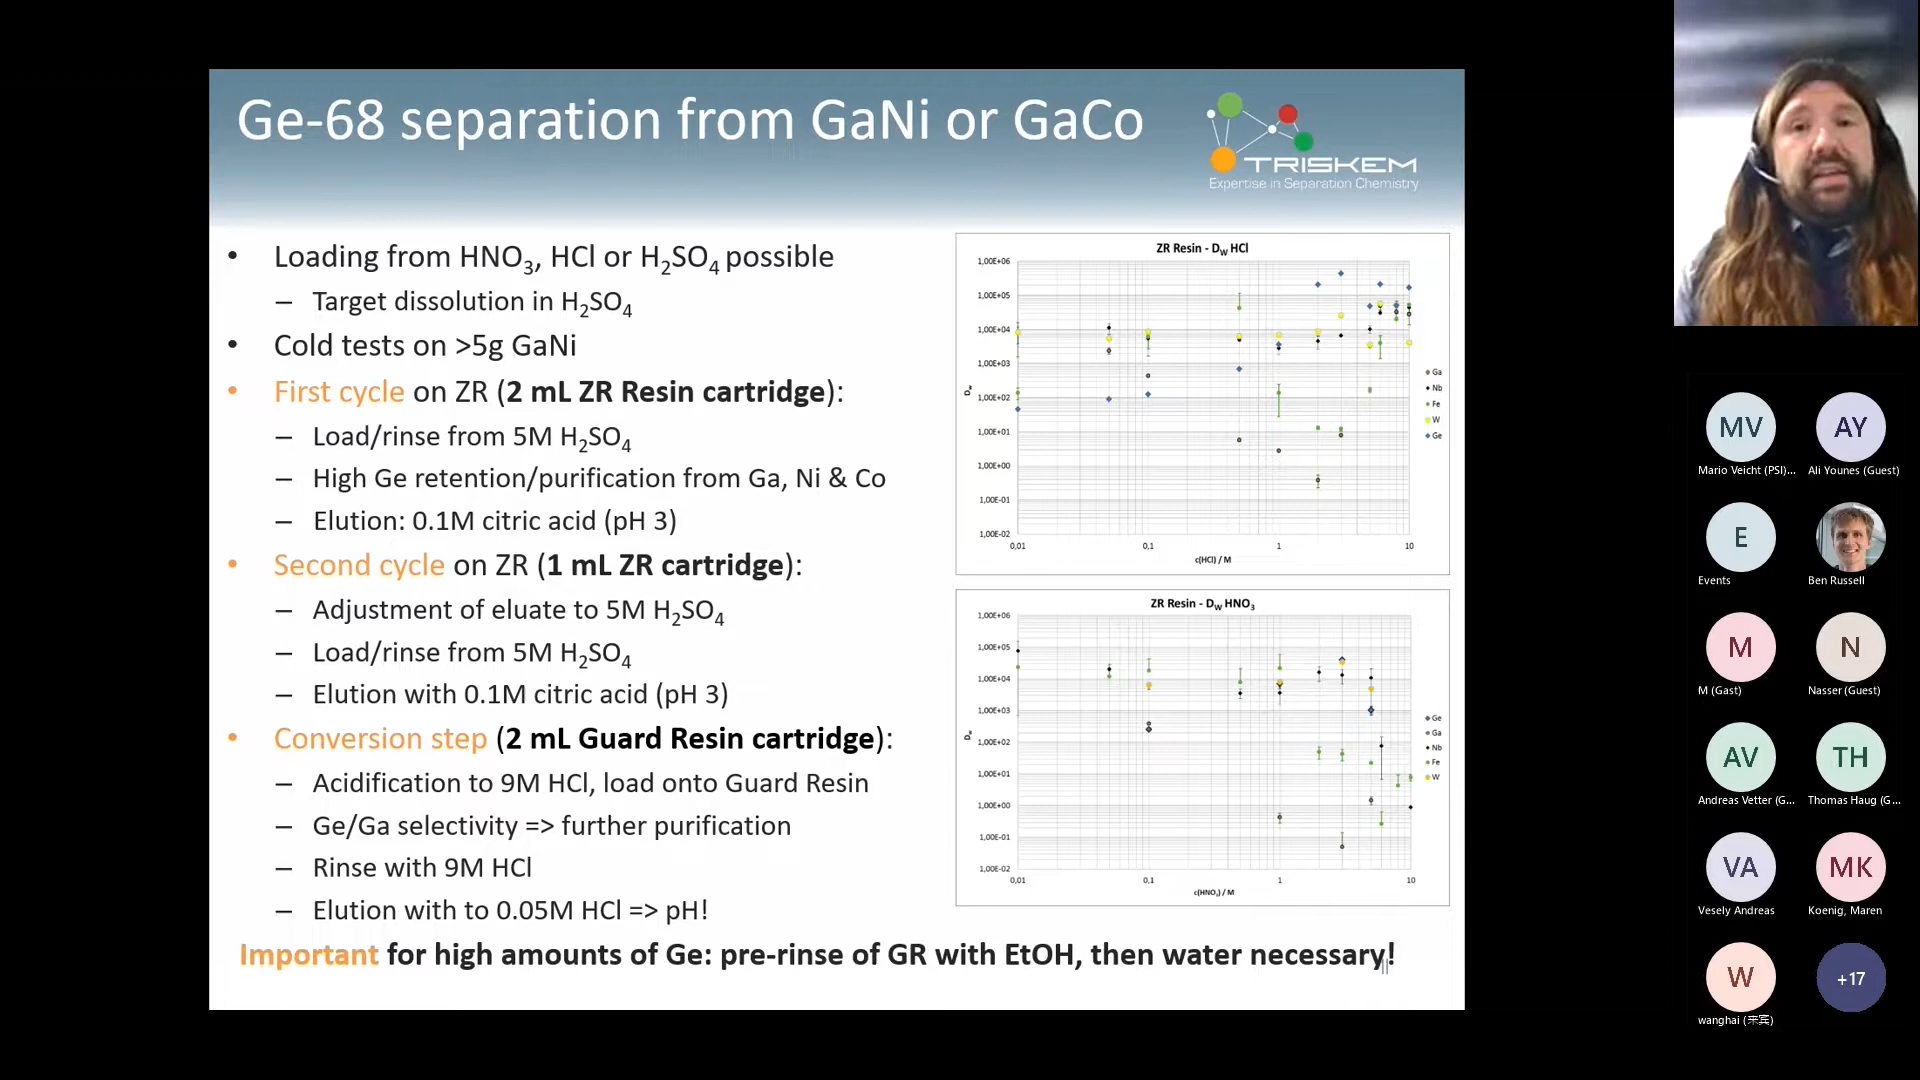 Ge-68 separation from GaNi or GaCo
TRISKEM
Expertise in Separation Chemistry
• Loading from HNO3, HCl or H2SO4 possible
– Target dissolution in H2SO4
• Cold tests on >5g GaNi
• First cycle on ZR (2 mL ZR Resin cartridge):
– Load/rinse from 5M H2SO4
– High Ge retention/purification from Ga, Ni & Co
– Elution: 0.1M citric acid (pH 3)
• Second cycle on ZR (1 mL ZR cartridge):
– Adjustment of eluate to 5M H2SO4
– Load/rinse from 5M H2SO4
– Elution with 0.1M citric acid (pH 3)
• Conversion step (2 mL Guard Resin cartridge):
– Acidification to 9M HCl, load onto Guard Resin
– Ge/Ga selectivity => further purification
– Rinse with 9M HCl
– Elution with to 0.05M HCl => pH!
Important for high amounts of Ge: pre-rinse of GR with EtOH, then water necessary!
ZR Resin - DW HCl
1,00E+06
1,00E+05
1,00E+04
1,00E+03
1,00E+02
1,00E+01
1,00E+00
1,00E-01
1,00E-02
Dw
0,01
0,1
1
10
c(HCl) / M
Ga
Nb
Fe
W
Ge
ZR Resin - DW HNO3
1,00E+06
1,00E+05
1,00E+04
1,00E+03
1,00E+02
1,00E+01
1,00E+00
1,00E-01
1,00E-02
Dw
0,01
0,1
1
10
c(HNO3) / M
Ge
Ga
Nb
Fe
W
MV
Mario Veicht (PSI)...
AY
Ali Younes (Guest)
E
Events
Ben Russell
M
M (Gast)
N
Nasser (Guest)
AV
Andreas Vetter (G...
TH
Thomas Haug (G...
VA
Vesely Andreas
MK
Koenig, Maren
W
wanghai (来宾)
+17